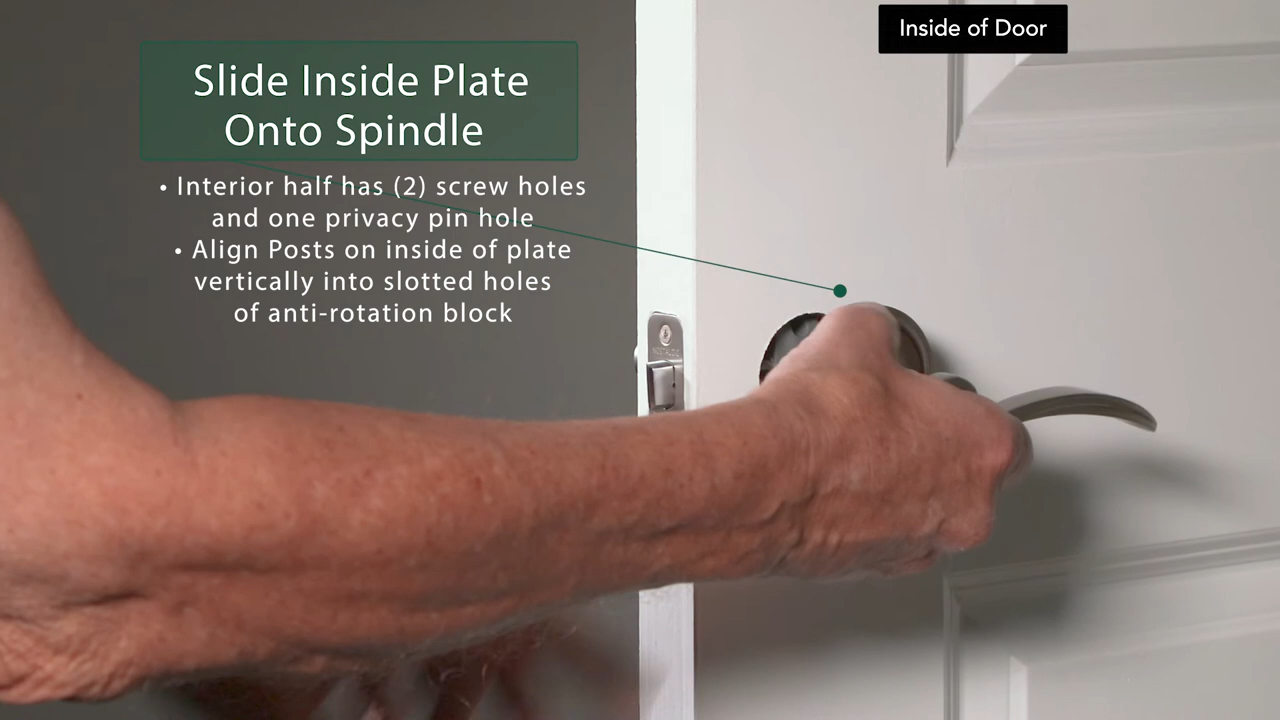 Inside of Door
Slide Inside Plate
Onto Spindle
• Interior half has (2) screw holes
and one privacy pin hole
• Align Posts on inside of plate
vertically into slotted holes
of anti-rotation block